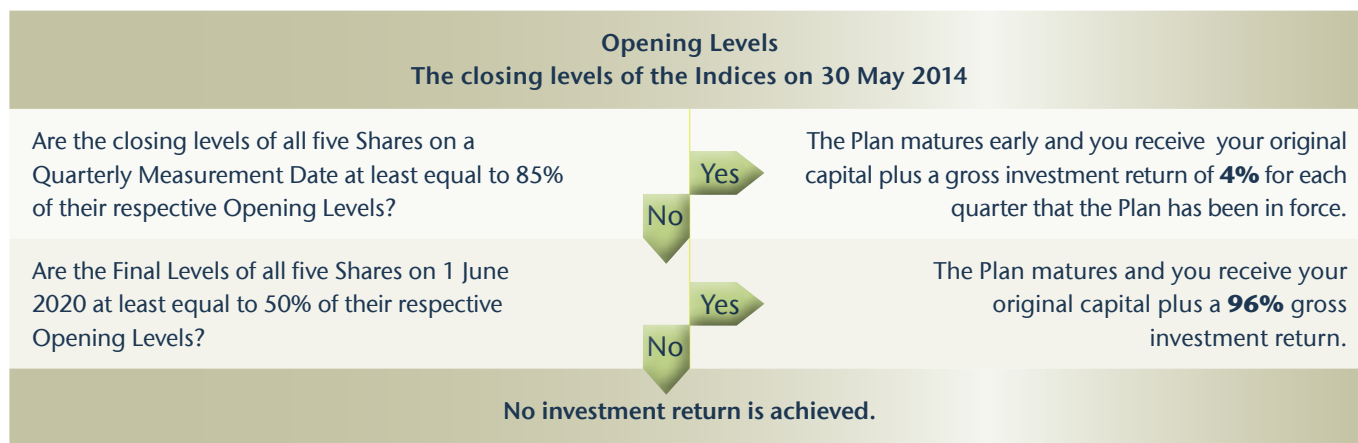 Opening Levels
The closing levels of the Indices on 30 May 2014
Are the closing levels of all five Shares on a
Quarterly Measurement Date at least equal to 85%
of their respective Opening Levels?
Yes
No
The Plan matures early and you receive your original
capital plus a gross investment return of 4% for each
quarter that the Plan has been in force.
Are the Final Levels of all five Shares on 1 June
2020 at least equal to 50% of their respective
Opening Levels?
Yes
No
The Plan matures and you receive your
original capital plus a 96% gross
investment return.
No investment return is achieved.